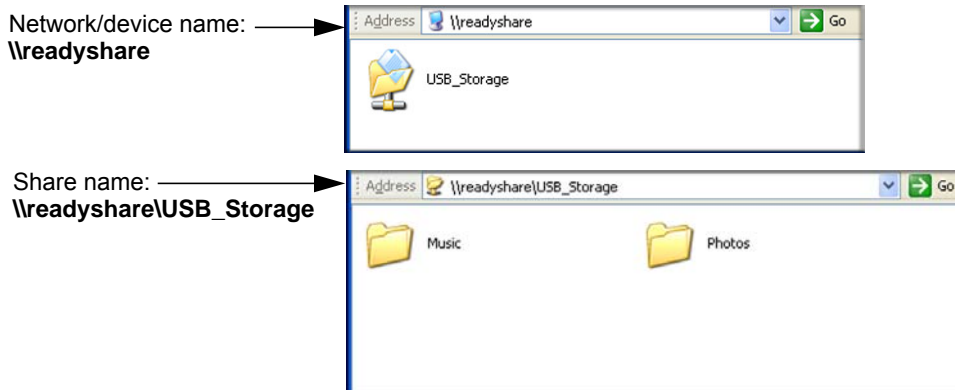 Network/device name:
\\readyshare
Address \\readyshare Go
USB_Storage
Share name:
\\readyshare\USB_Storage
Address \\readyshare\USB_Storage Go
Music Photos